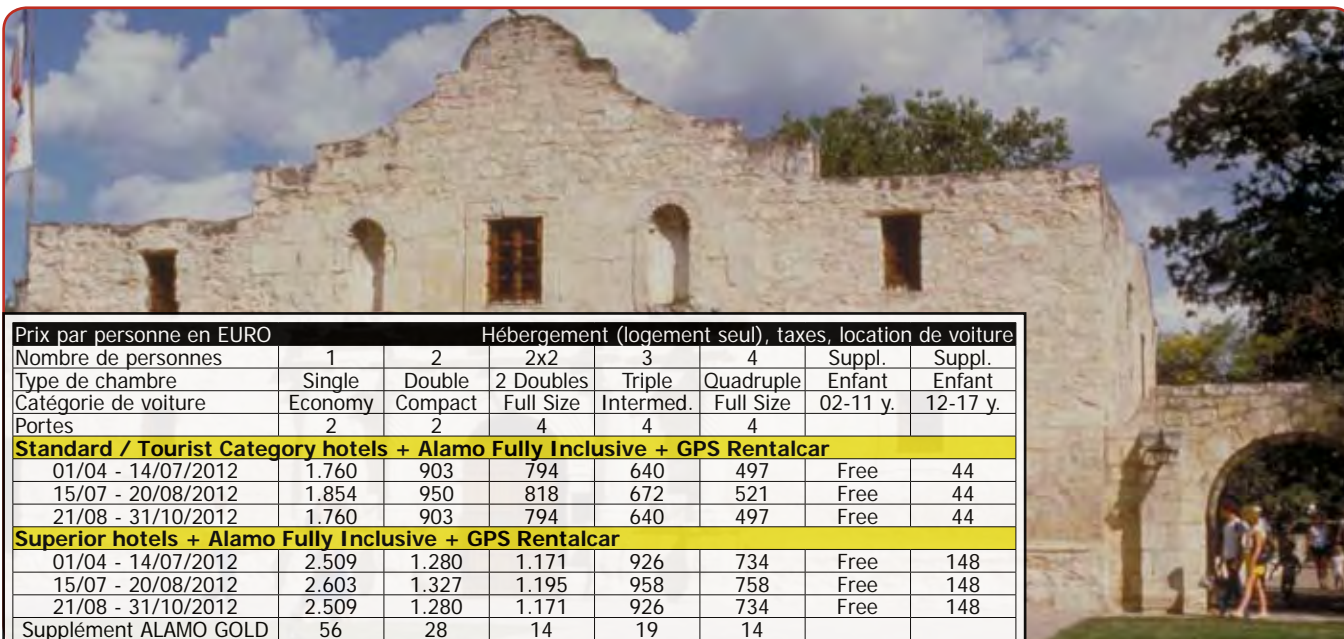 Prix par personne en EURO Hébergement (logement seul), taxes, location de voiture
Nombre de personnes 1 2 2x2 3 4 Suppl. Suppl.
Type de chambre Single Double 2 Doubles Triple Quadruple Enfant Enfant
Catégorie de voiture Economy Compact Full Size Intermed. Full Size 02-11 y. 12-17 y.
Portes 2 2 4 4 4
Standard / Tourist Category hotels + Alamo Fully Inclusive + GPS Rentalcar
01/04 - 14/07/2012 1.760 903 794 640 497 Free 44
15/07 - 20/08/2012 1.854 950 818 672 521 Free 44
21/08 - 31/10/2012 1.760 903 794 640 497 Free 44
Superior hotels + Alamo Fully Inclusive + GPS Rentalcar
01/04 - 14/07/2012 2.509 1.280 1.171 926 734 Free 148
15/07 - 20/08/2012 2.603 1.327 1.195 958 758 Free 148
21/08 - 31/10/2012 2.509 1.280 1.171 926 734 Free 148
Supplément ALAMO GOLD 56 28 14 19 14